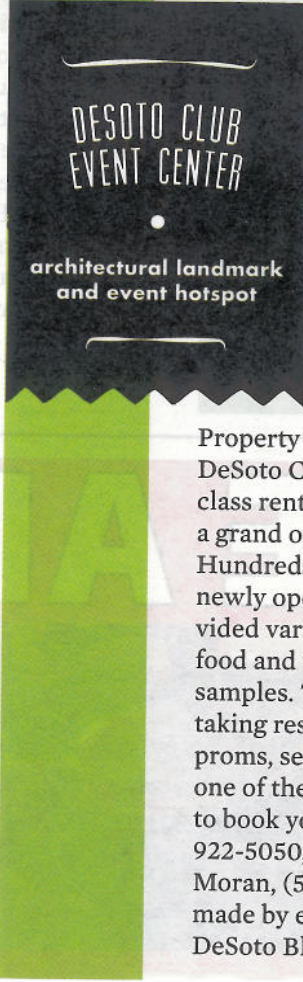 DESOTO CLUB
EVENT CENTER
architectural landmark
and event hotspot
Property
DeSoto C
class rent
a grand o
Hundred
newly ope
vided var
food and
samples. T
taking res
proms, se
one of the
to book ye
922-5050,
Moran, (5
made by e
DeSoto Bl